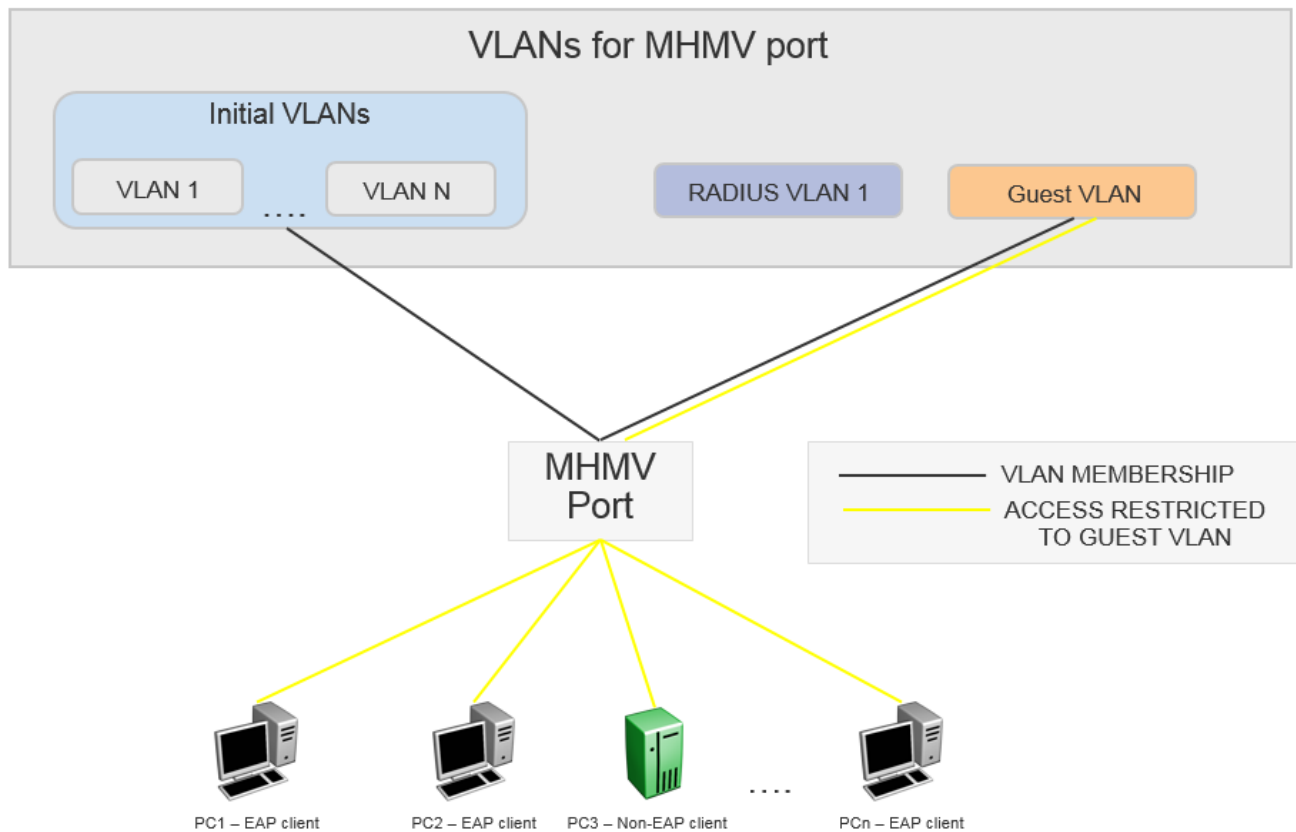 VLANs for MHMV port
Initial VLANs
VLAN 1
....
VLAN N
RADIUS VLAN 1
Guest VLAN
MHMV
Port
VLAN MEMBERSHIP
ACCESS RESTRICTED
TO GUEST VLAN
PC1 – EAP client
PC2 – EAP client
PC3 – Non-EAP client
....
PCn – EAP client